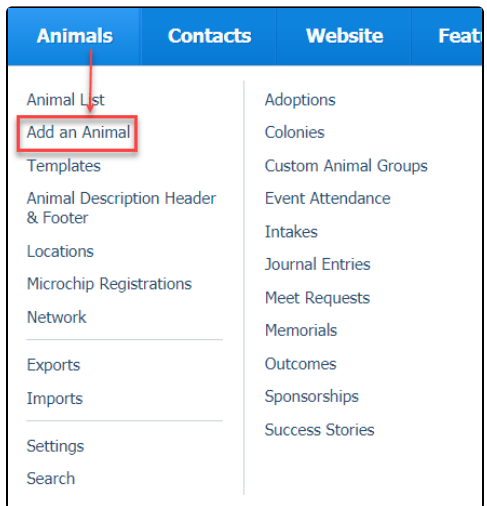 Animals Contacts Website Feat
Animal List
Add an Animal
Templates
Animal Description Header
& Footer
Locations
Microchip Registrations
Network
Exports
Imports
Settings
Search
Adoptions
Colonies
Custom Animal Groups
Event Attendance
Intakes
Journal Entries
Meet Requests
Memorials
Outcomes
Sponsorships
Success Stories